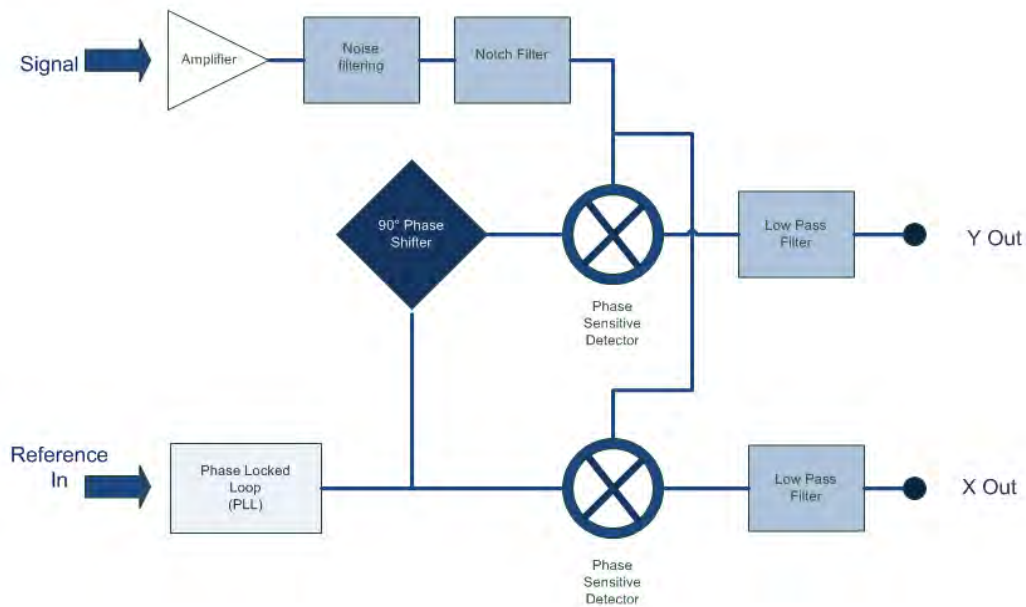 Signal
Amplifier
Noise
filtering
Notch Filter
90° Phase
Shifter
Phase
Sensitive
Detector
Low Pass
Filter
Y Out
Reference
In
Phase Locked
Loop
(PLL)
Phase
Sensitive
Detector
Low Pass
Filter
X Out